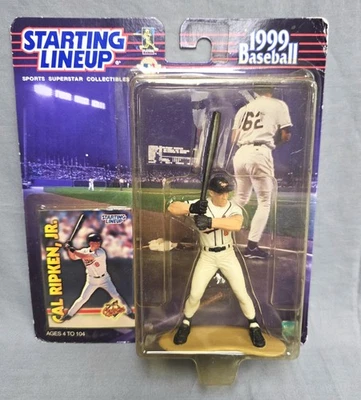 STARTING
LINEUP
SPORTS SUPERSTAR COLLECTIBLES
1999
Baseball
62
STARTING
LINEUP
CAL RIPKEN, JR.
AGES 4 TO 104